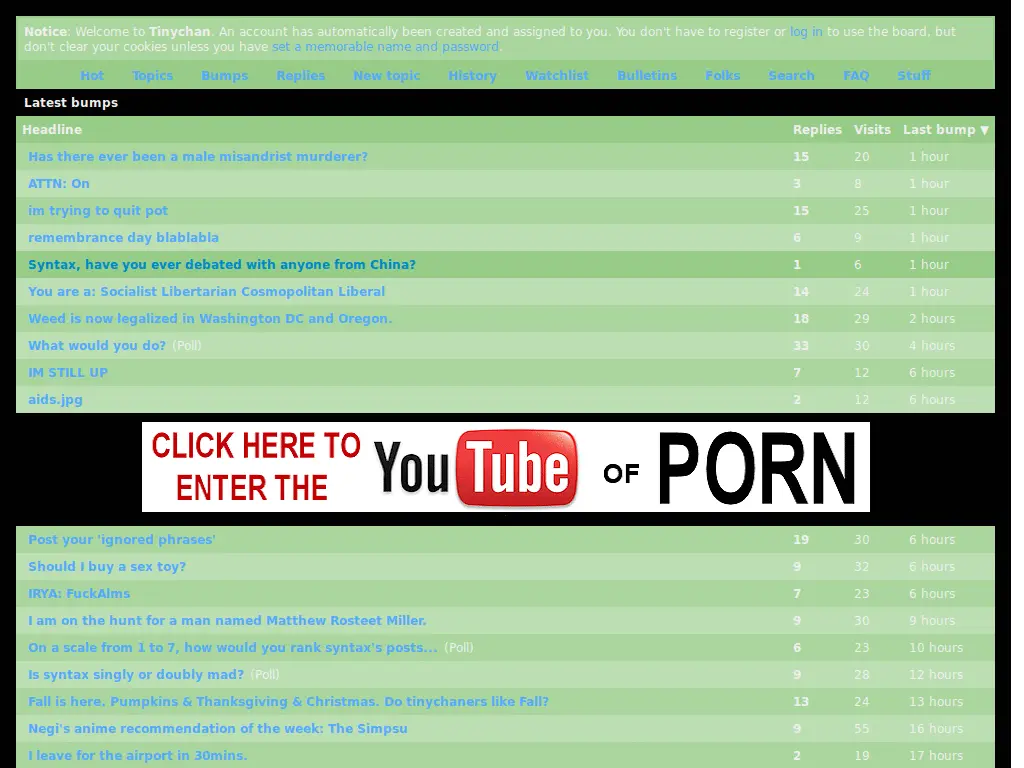 Notice: Welcome to Tinychan. An account has automatically been created and assigned to you. You don't have to register or log in to use the board, but
don't clear your cookies unless you have set a memorable name and password.
Hot Topics Bumps Replies New topic History Watchlist Bulletins Folks Search FAQ Stuff
Latest bumps
Headline Replies Visits Last bump ▼
Has there ever been a male misandrist murderer? 15 20 1 hour
ATTN: On 3 8 1 hour
im trying to quit pot 15 25 1 hour
remembrance day blablabla 6 9 1 hour
Syntax, have you ever debated with anyone from China? 1 6 1 hour
You are a: Socialist Libertarian Cosmopolitan Liberal 14 24 1 hour
Weed is now legalized in Washington DC and Oregon. 18 29 2 hours
What would you do? (Poll) 33 30 4 hours
IM STILL UP 7 12 6 hours
aids.jpg 2 12 6 hours
CLICK HERE TO
ENTER THE
YouTube OF PORN
Post your 'ignored phrases' 19 30 6 hours
Should I buy a sex toy? 9 32 6 hours
IRYA: FuckAlms 7 23 6 hours
I am on the hunt for a man named Matthew Rosteet Miller. 9 30 9 hours
On a scale from 1 to 7, how would you rank syntax's posts... (Poll) 6 23 10 hours
Is syntax singly or doubly mad? (Poll) 9 28 12 hours
Fall is here. Pumpkins & Thanksgiving & Christmas. Do tinychaners like Fall? 13 24 13 hours
Negi's anime recommendation of the week: The Simpsu 9 55 16 hours
I leave for the airport in 30mins. 2 19 17 hours